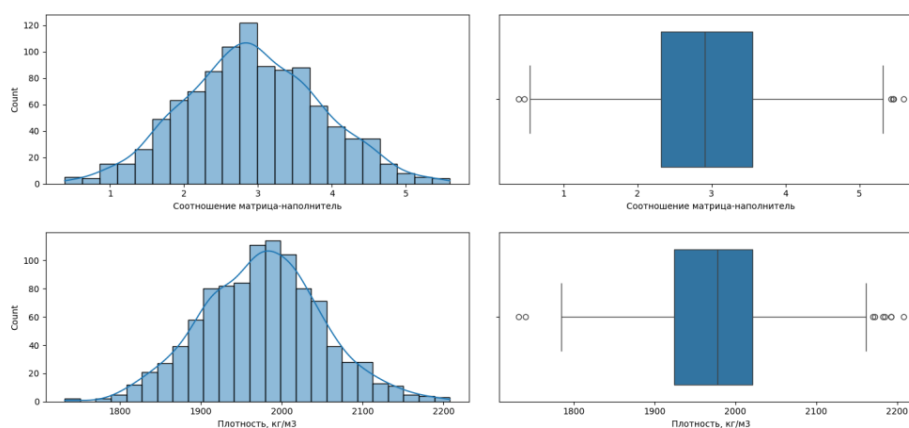 120
100
80
60
40
20
0
Count
1 2 3 4 5
Соотношение матрица-наполнитель
1 2 3 4 5
Соотношение матрица-наполнитель
100
80
60
40
20
0
Count
1800 1900 2000 2100 2200
Плотность, кг/м3
1800 1900 2000 2100 2200
Плотность, кг/м3